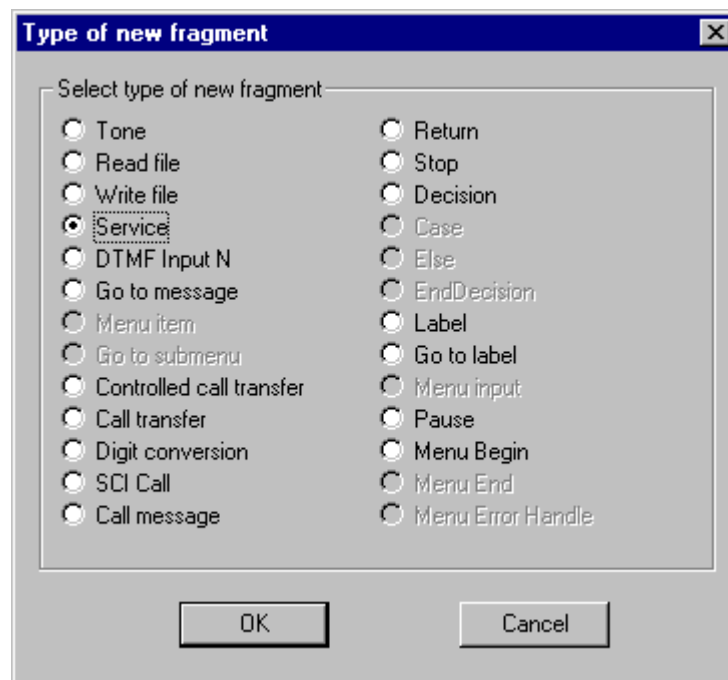 Type of new fragment
Select type of new fragment
Tone
Read file
Write file
Service
DTMF Input N
Go to message
Menu item
Go to submenu
Controlled call transfer
Call transfer
Digit conversion
SCI Call
Call message
Return
Stop
Decision
Case
Else
EndDecision
Label
Go to label
Menu input
Pause
Menu Begin
Menu End
Menu Error Handle
OK
Cancel